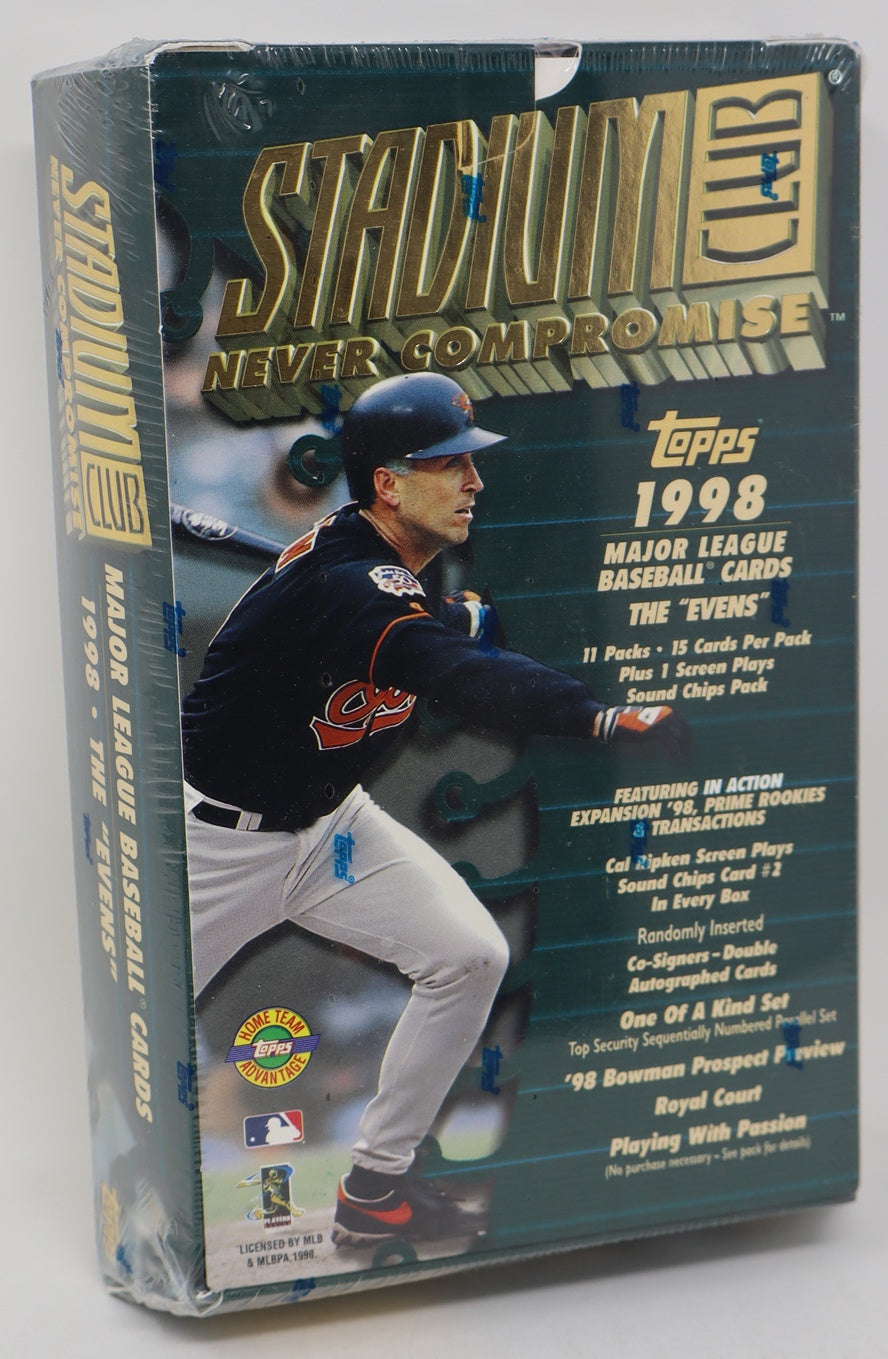 STADIUM CLUB®
NEVER COMPROMISE™
TOPPS
1998
MAJOR LEAGUE
BASEBALL® CARDS
THE "EVENS"
11 Packs • 15 Cards Per Pack
Plus 1 Screen Plays
Sound Chips Pack
FEATURING IN ACTION
EXPANSION '98, PRIME ROOKIES
TRANSACTIONS
Cal Ripken Screen Plays
Sound Chips Card #2
In Every Box
Randomly Inserted
Co-Signers-Double
Autographed Cards
One Of A Kind Set
Top Security Sequentially Numbered Parallel Set
'98 Bowman Prospect Preview
Royal Court
Playing With Passion
(No purchase necessary - See pack for details)
HOME TEAM
TOPPS
ADVANTAGE
PLAYERS
LICENSED BY MLB
& MLBPA, 1998.
STADIUM CLUB
NEVER COMPROMISE
MAJOR LEAGUE BASEBALL® CARDS
1998 • THE "EVENS"
TOPPS